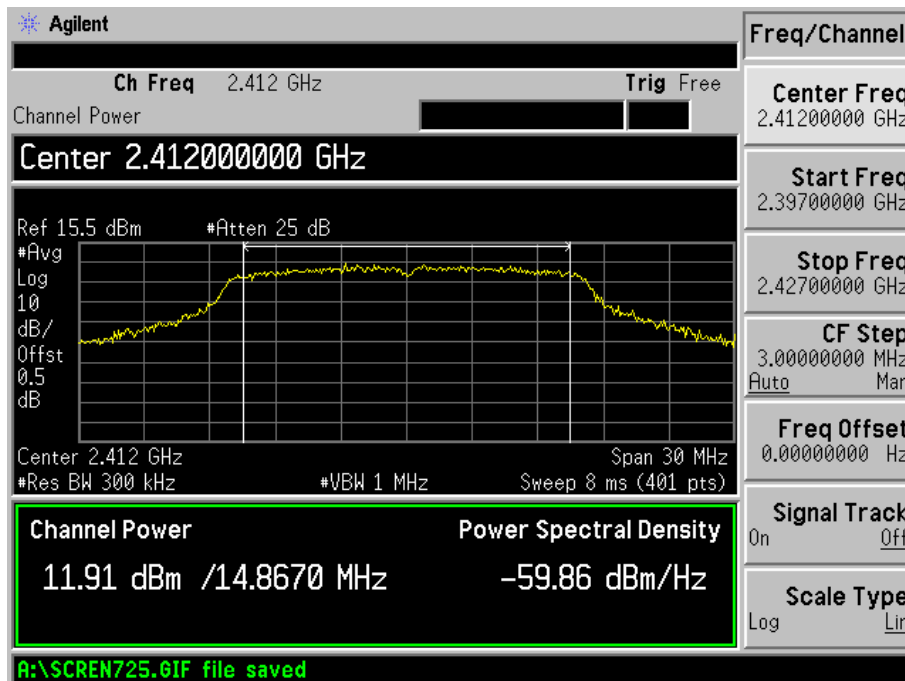 Agilent
Freq/Channel
Ch Freq 2.412 GHz Trig Free
Channel Power
Center 2.412000000 GHz
Ref 15.5 dBm #Atten 25 dB
#Avg
Log
10
dB/
Offst
0.5
dB
Center 2.412 GHz Span 30 MHz
#Res BW 300 kHz #VBW 1 MHz Sweep 8 ms (401 pts)
Channel Power Power Spectral Density
11.91 dBm /14.8670 MHz -59.86 dBm/Hz
A:\SCREN725.GIF file saved
Center Freq
2.41200000 GHz
Start Freq
2.39700000 GHz
Stop Freq
2.42700000 GHz
CF Step
3.00000000 MHz
Auto Man
Freq Offset
0.00000000 Hz
Signal Track
On Off
Scale Type
Log Lin